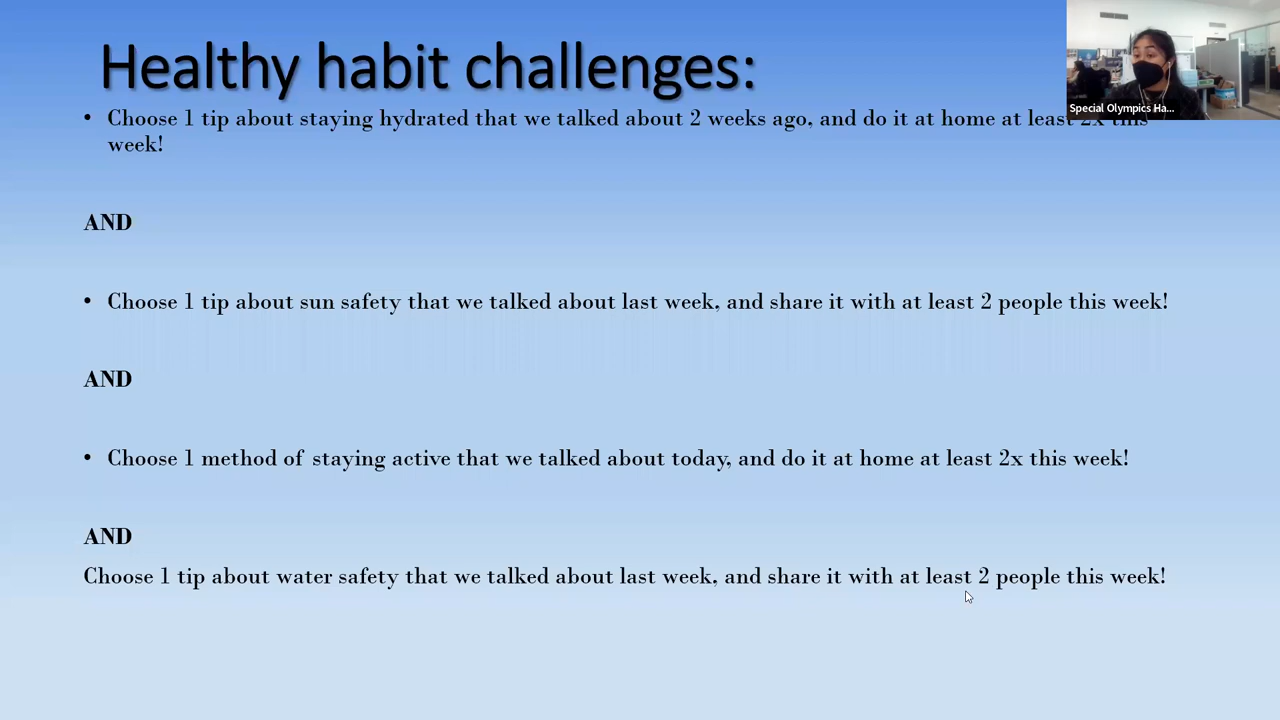 Healthy habit challenges:
• Choose 1 tip about staying hydrated that we talked about 2 weeks ago, and do it at home at least 2x this
week!
AND
• Choose 1 tip about sun safety that we talked about last week, and share it with at least 2 people this week!
AND
• Choose 1 method of staying active that we talked about today, and do it at home at least 2x this week!
AND
Choose 1 tip about water safety that we talked about last week, and share it with at least 2 people this week!
Special Olympics Ha...